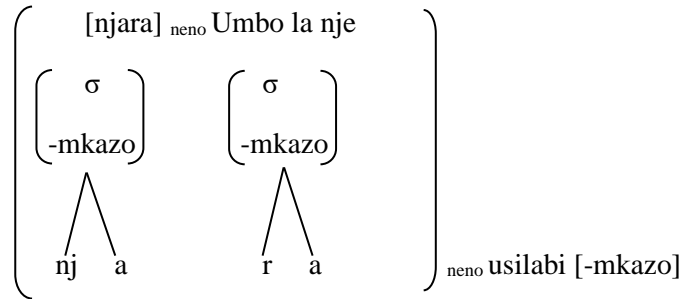 [njara] neno Umbo la nje
σ σ
-mkazo -mkazo
nj a r a
neno usilabi [-mkazo]